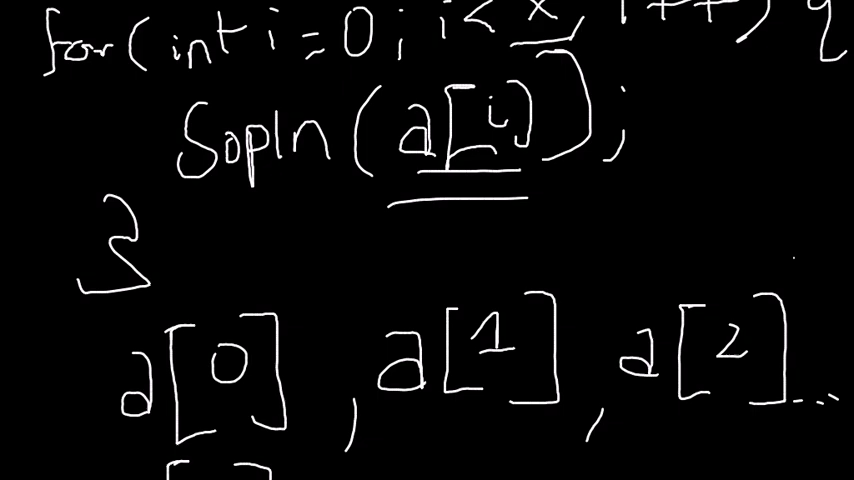 for(int i=0; i<x, i++) {
Sopln(a[i]);
}
a[0], a[1], a[2]...
[ ]